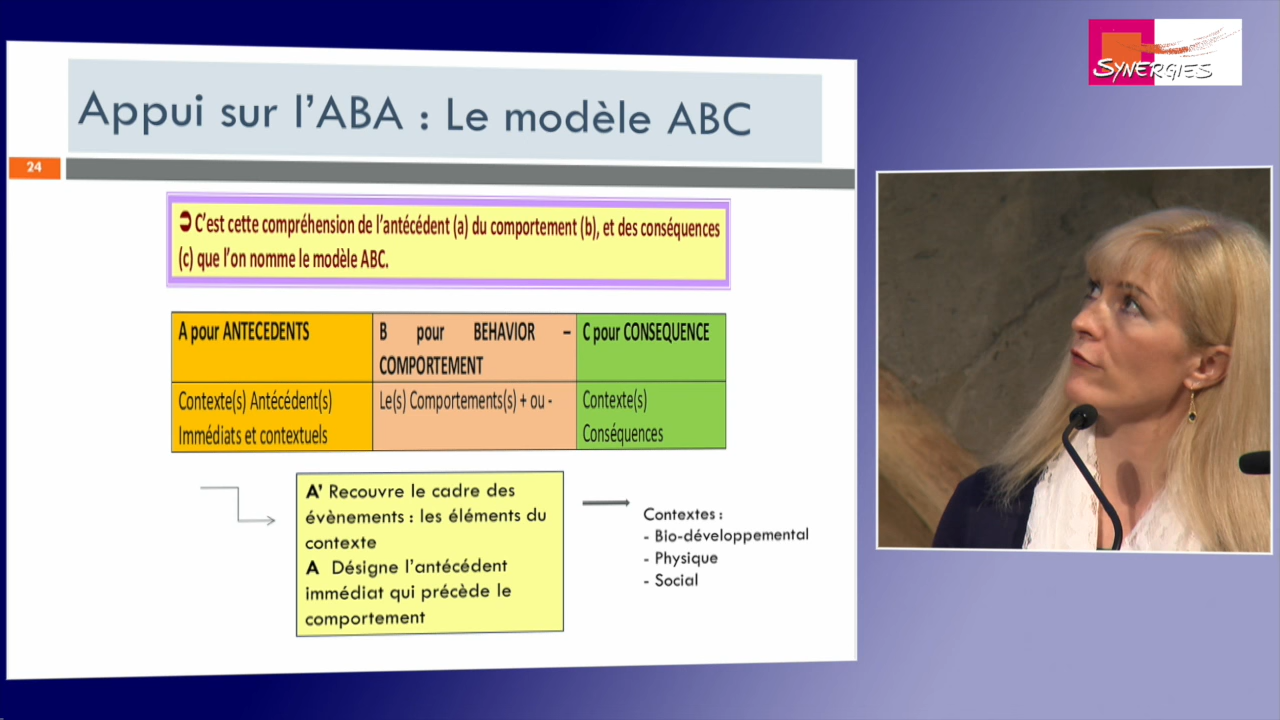 SYNERGIES
Appui sur l'ABA : Le modèle ABC
24
➲ C'est cette compréhension de l'antécédent (a) du comportement (b), et des conséquences
(c) que l'on nomme le modèle ABC.
A pour ANTECEDENTS
B pour BEHAVIOR –
COMPORTEMENT
C pour CONSEQUENCE
Contexte(s) Antécédent(s)
Immédiats et contextuels
Le(s) Comportements(s) + ou -
Contexte(s)
Conséquences
A' Recouvre le cadre des
évènements : les éléments du
contexte
A Désigne l'antécédent
immédiat qui précède le
comportement
Contextes :
- Bio-développemental
- Physique
- Social